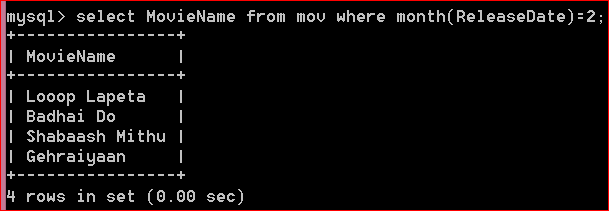 mysql> select MovieName from mov where month(ReleaseDate)=2;
+----------------+
| MovieName      |
+----------------+
| Looop Lapeta   |
| Badhai Do      |
| Shabaash Mithu |
| Gehraiyaan     |
+----------------+
4 rows in set (0.00 sec)